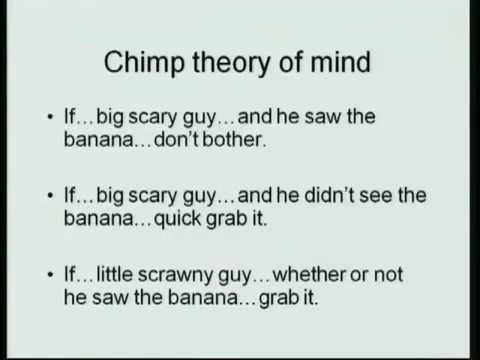 Chimp theory of mind
• If…big scary guy…and he saw the
banana…don't bother.
• If…big scary guy…and he didn't see the
banana…quick grab it.
• If…little scrawny guy…whether or not
he saw the banana…grab it.